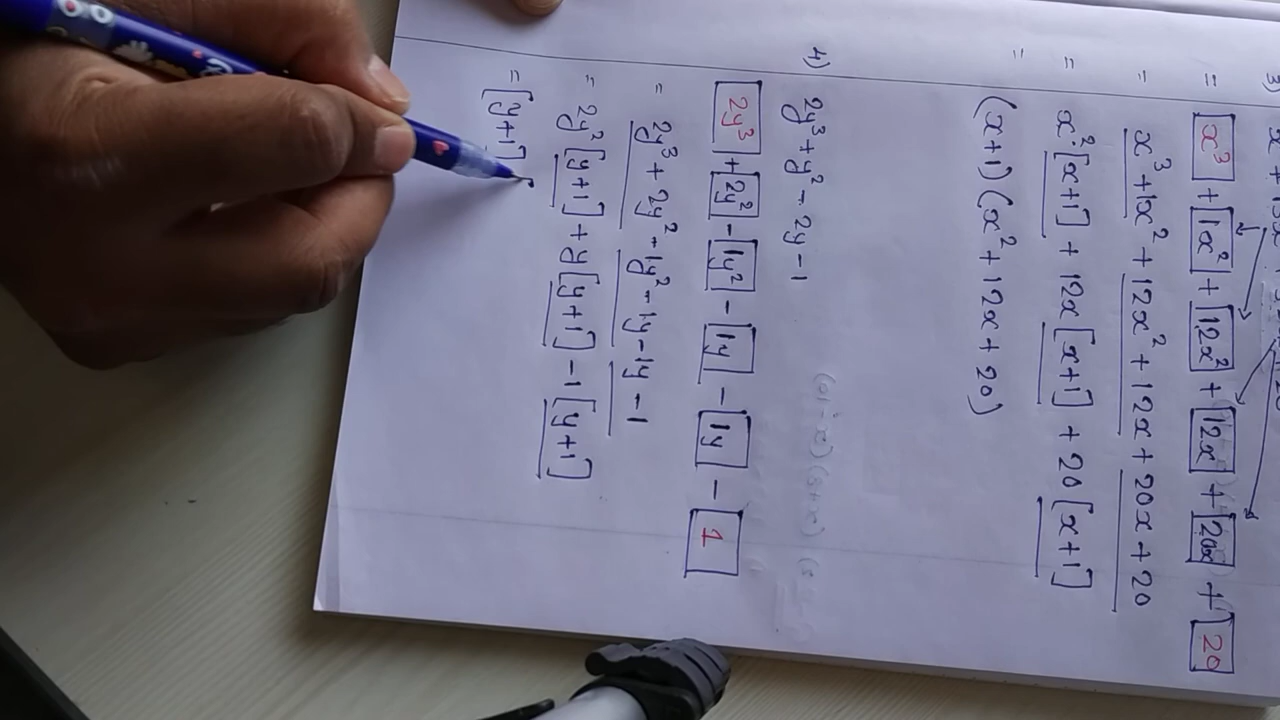 3)
= x³ + 1x² + 12x² + 12x + 20x + 20
= x³ + 1x² + 12x² + 12x + 20x + 20
= x² [x+1] + 12x [x+1] + 20 [x+1]
= (x+1) (x² + 12x + 20)
4) 2y³ + y² - 2y - 1
2y³ + 2y² - 1y² - 1y - 1y - 1
= 2y³ + 2y² - 1y² - 1y - 1y - 1
= 2y² [y+1] + y [y+1] - 1 [y+1]
= [y+1] [